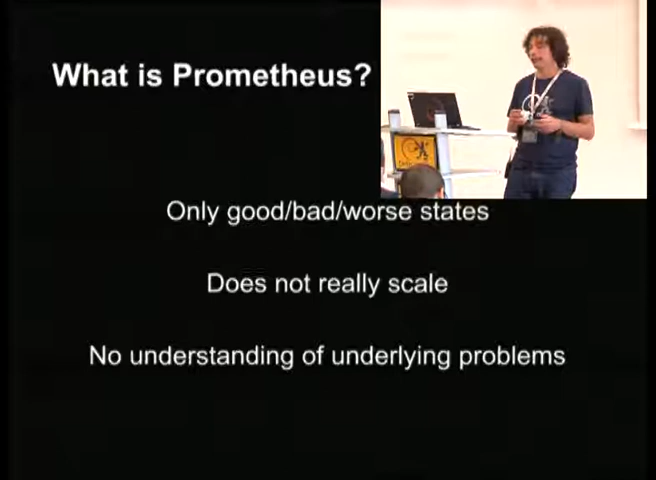 What is Prometheus?
Only good/bad/worse states
Does not really scale
No understanding of underlying problems